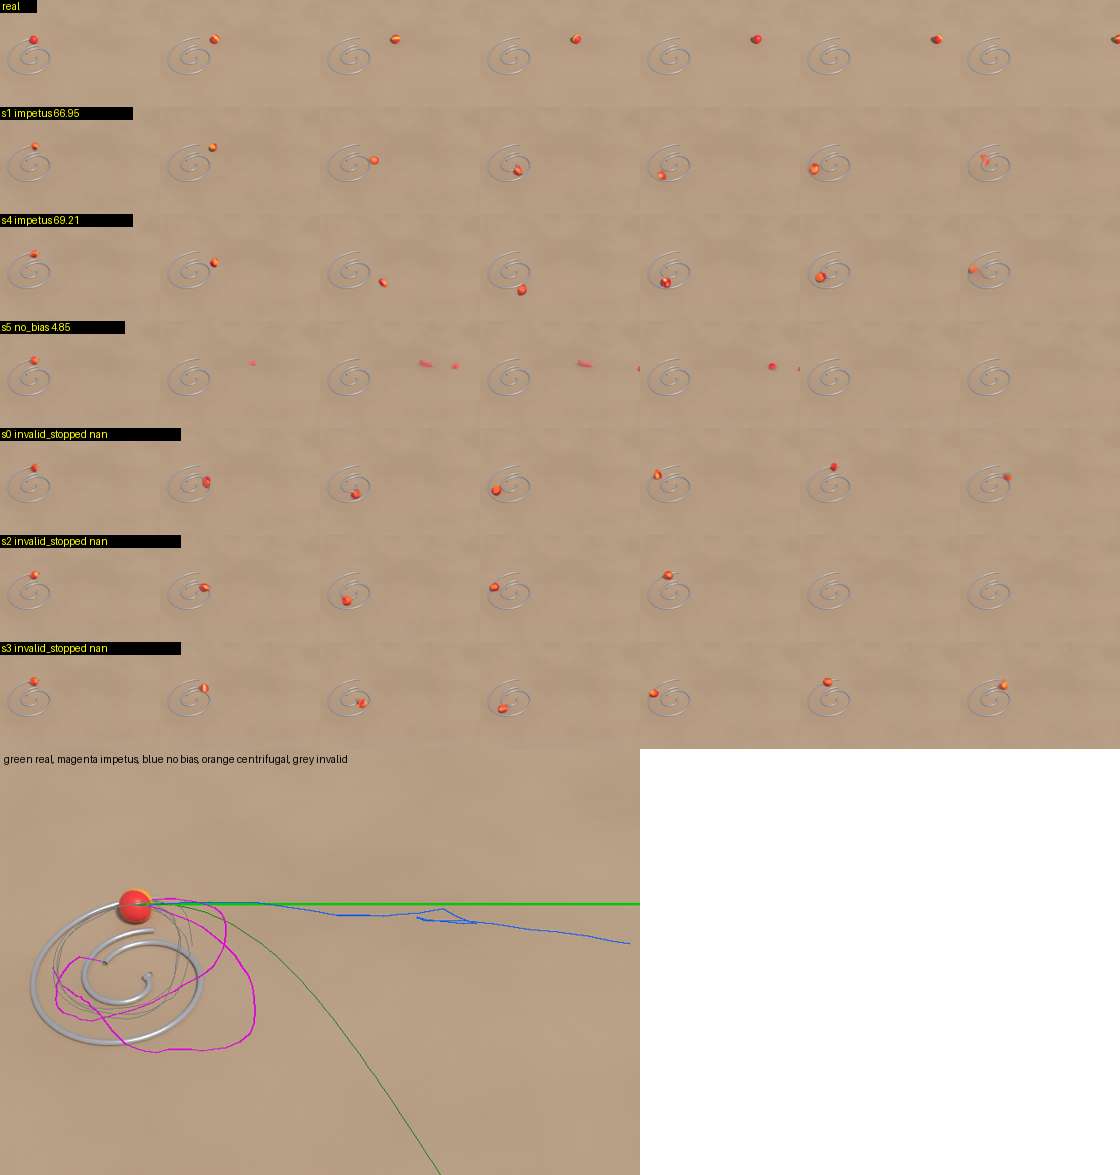 real
s1 impetus 66.95
s4 impetus 69.21
s5 no_bias 4.85
s0 invalid_stopped nan
s2 invalid_stopped nan
s3 invalid_stopped nan
green real, magenta impetus, blue no bias, orange centrifugal, grey invalid